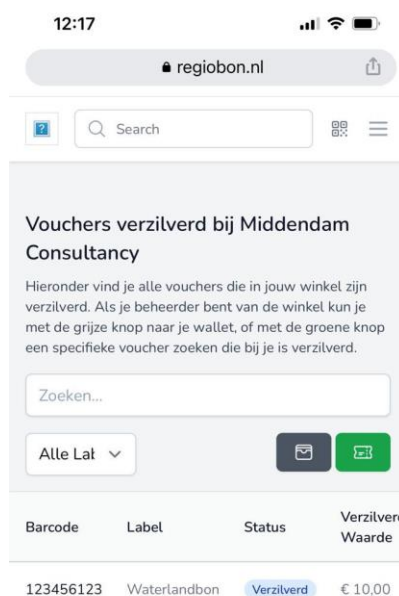 12:17
regiobon.nl
Search
Vouchers verzilverd bij Middendam
Consultancy
Hieronder vind je alle vouchers die in jouw winkel zijn
verzilverd. Als je beheerder bent van de winkel kun je
met de grijze knop naar je wallet, of met de groene knop
een specifieke voucher zoeken die bij je is verzilverd.
Zoeken...
Alle Lab
Barcode Label Status Verzilverd
Waarde
123456123 Waterlandbon Verzilverd € 10,00